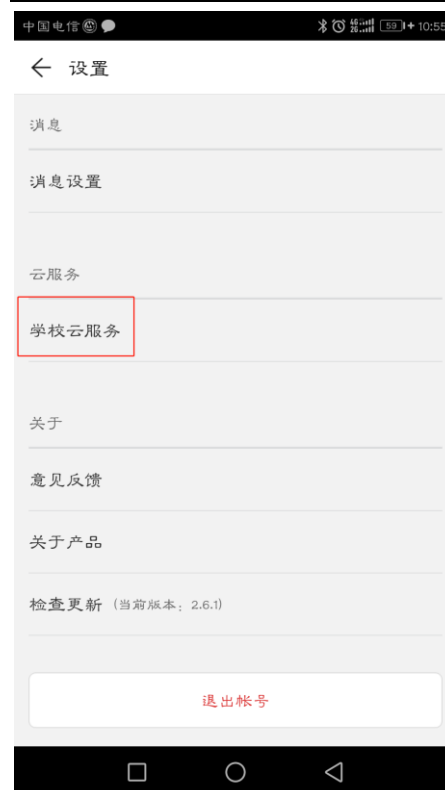 中国电信 59 10:55
设置
消息
消息设置
云服务
学校云服务
关于
意见反馈
关于产品
检查更新（当前版本：2.6.1）
退出帐号